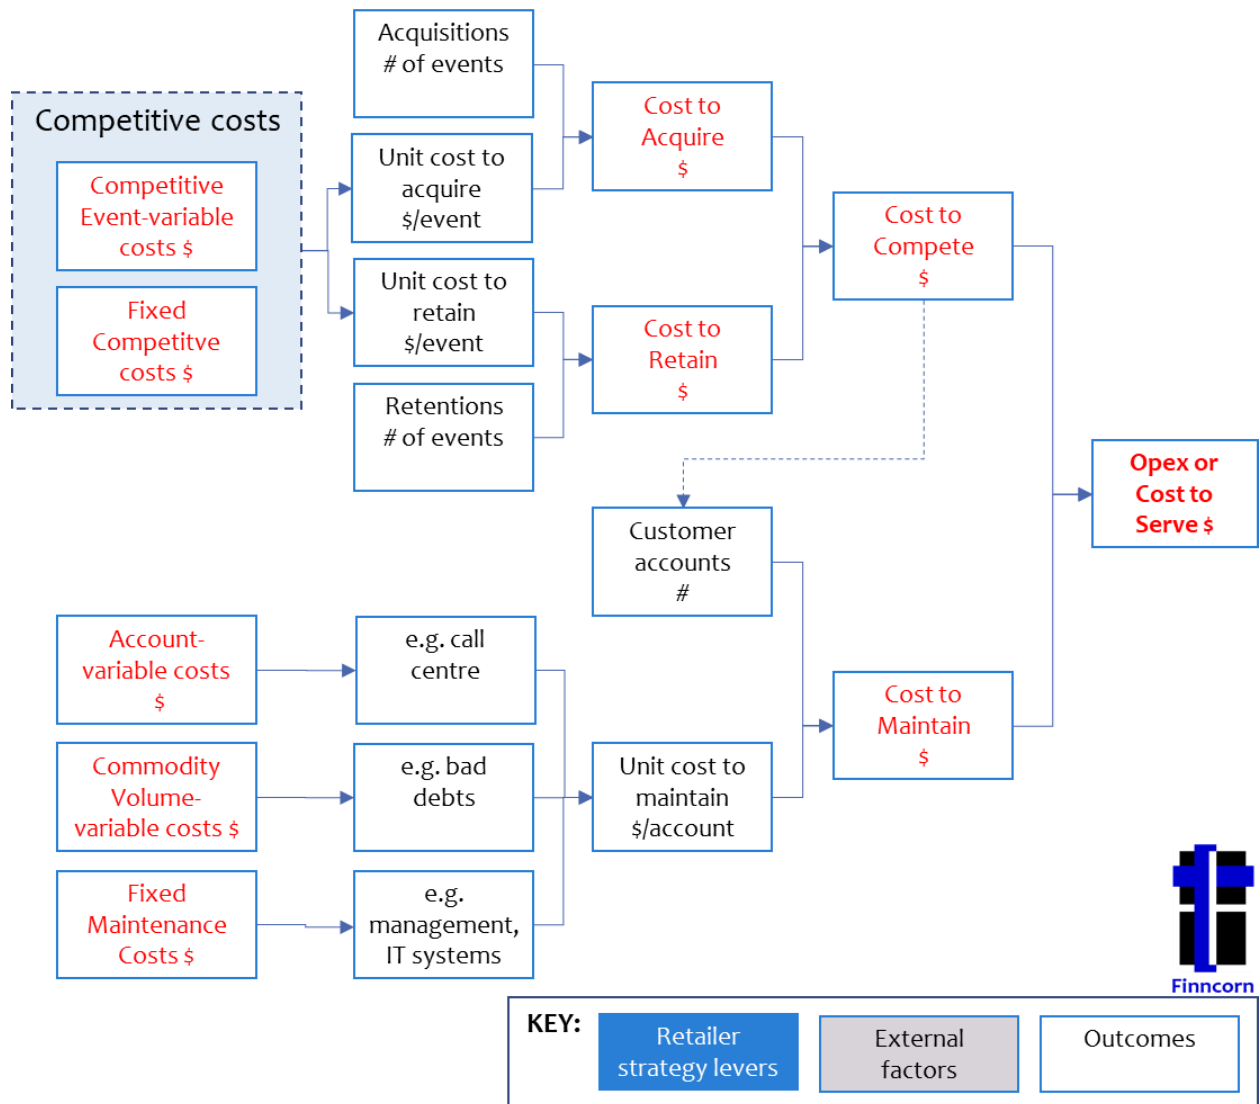 Acquisitions
# of events
Competitive costs
Competitive
Event-variable
costs $
Fixed
Competitve
costs $
Unit cost to
acquire
$/event
Unit cost to
retain
$/event
Retentions
# of events
Cost to
Acquire
$
Cost to
Retain
$
Cost to
Compete
$
Opex or
Cost to
Serve $
Customer
accounts
#
Account-
variable costs
$
e.g. call
centre
Commodity
Volume-
variable costs $
e.g. bad
debts
Fixed
Maintenance
Costs $
e.g.
management,
IT systems
Unit cost to
maintain
$/account
Cost to
Maintain
$
Finncorn
KEY:
Retailer
strategy levers
External
factors
Outcomes